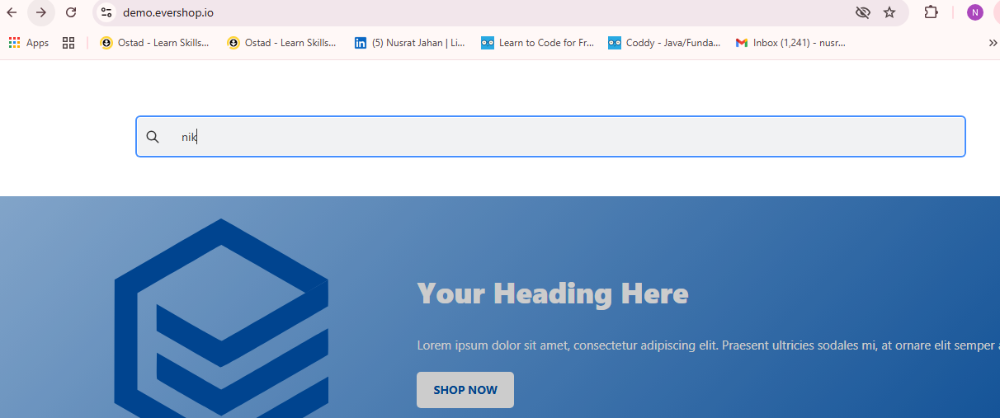 demo.evershop.io
N
Apps
Ostad - Learn Skills...
Ostad - Learn Skills...
(5) Nusrat Jahan | Li...
Learn to Code for Fr...
Coddy - Java/Funda...
Inbox (1,241) - nusr...
nik
Your Heading Here
Lorem ipsum dolor sit amet, consectetur adipiscing elit. Praesent ultricies sodales mi, at ornare elit semper
SHOP NOW